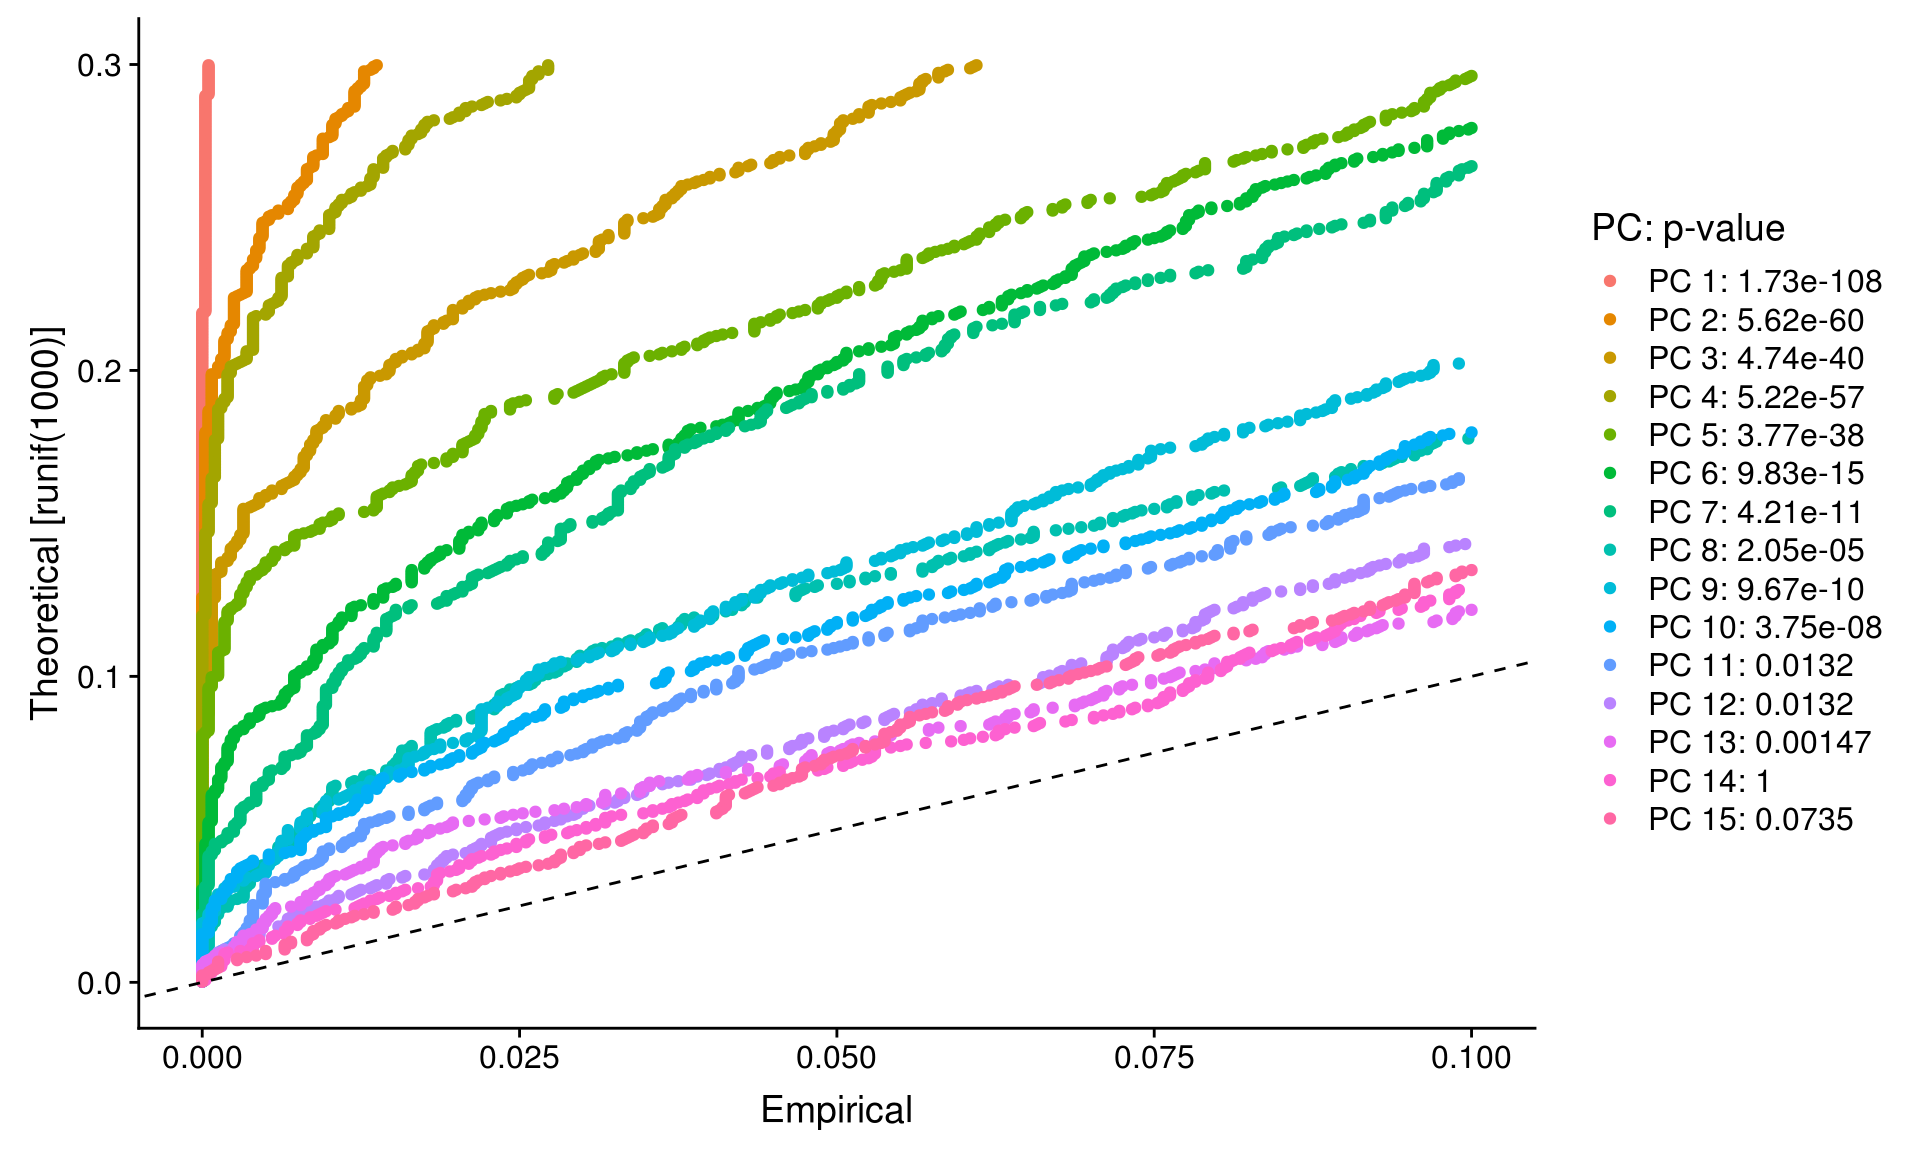 0.3
0.2
0.1
0.0
Theoretical [runif(1000)]
0.000
0.025
0.050
0.075
0.100
Empirical
PC: p-value
PC 1: 1.73e-108
PC 2: 5.62e-60
PC 3: 4.74e-40
PC 4: 5.22e-57
PC 5: 3.77e-38
PC 6: 9.83e-15
PC 7: 4.21e-11
PC 8: 2.05e-05
PC 9: 9.67e-10
PC 10: 3.75e-08
PC 11: 0.0132
PC 12: 0.0132
PC 13: 0.00147
PC 14: 1
PC 15: 0.0735